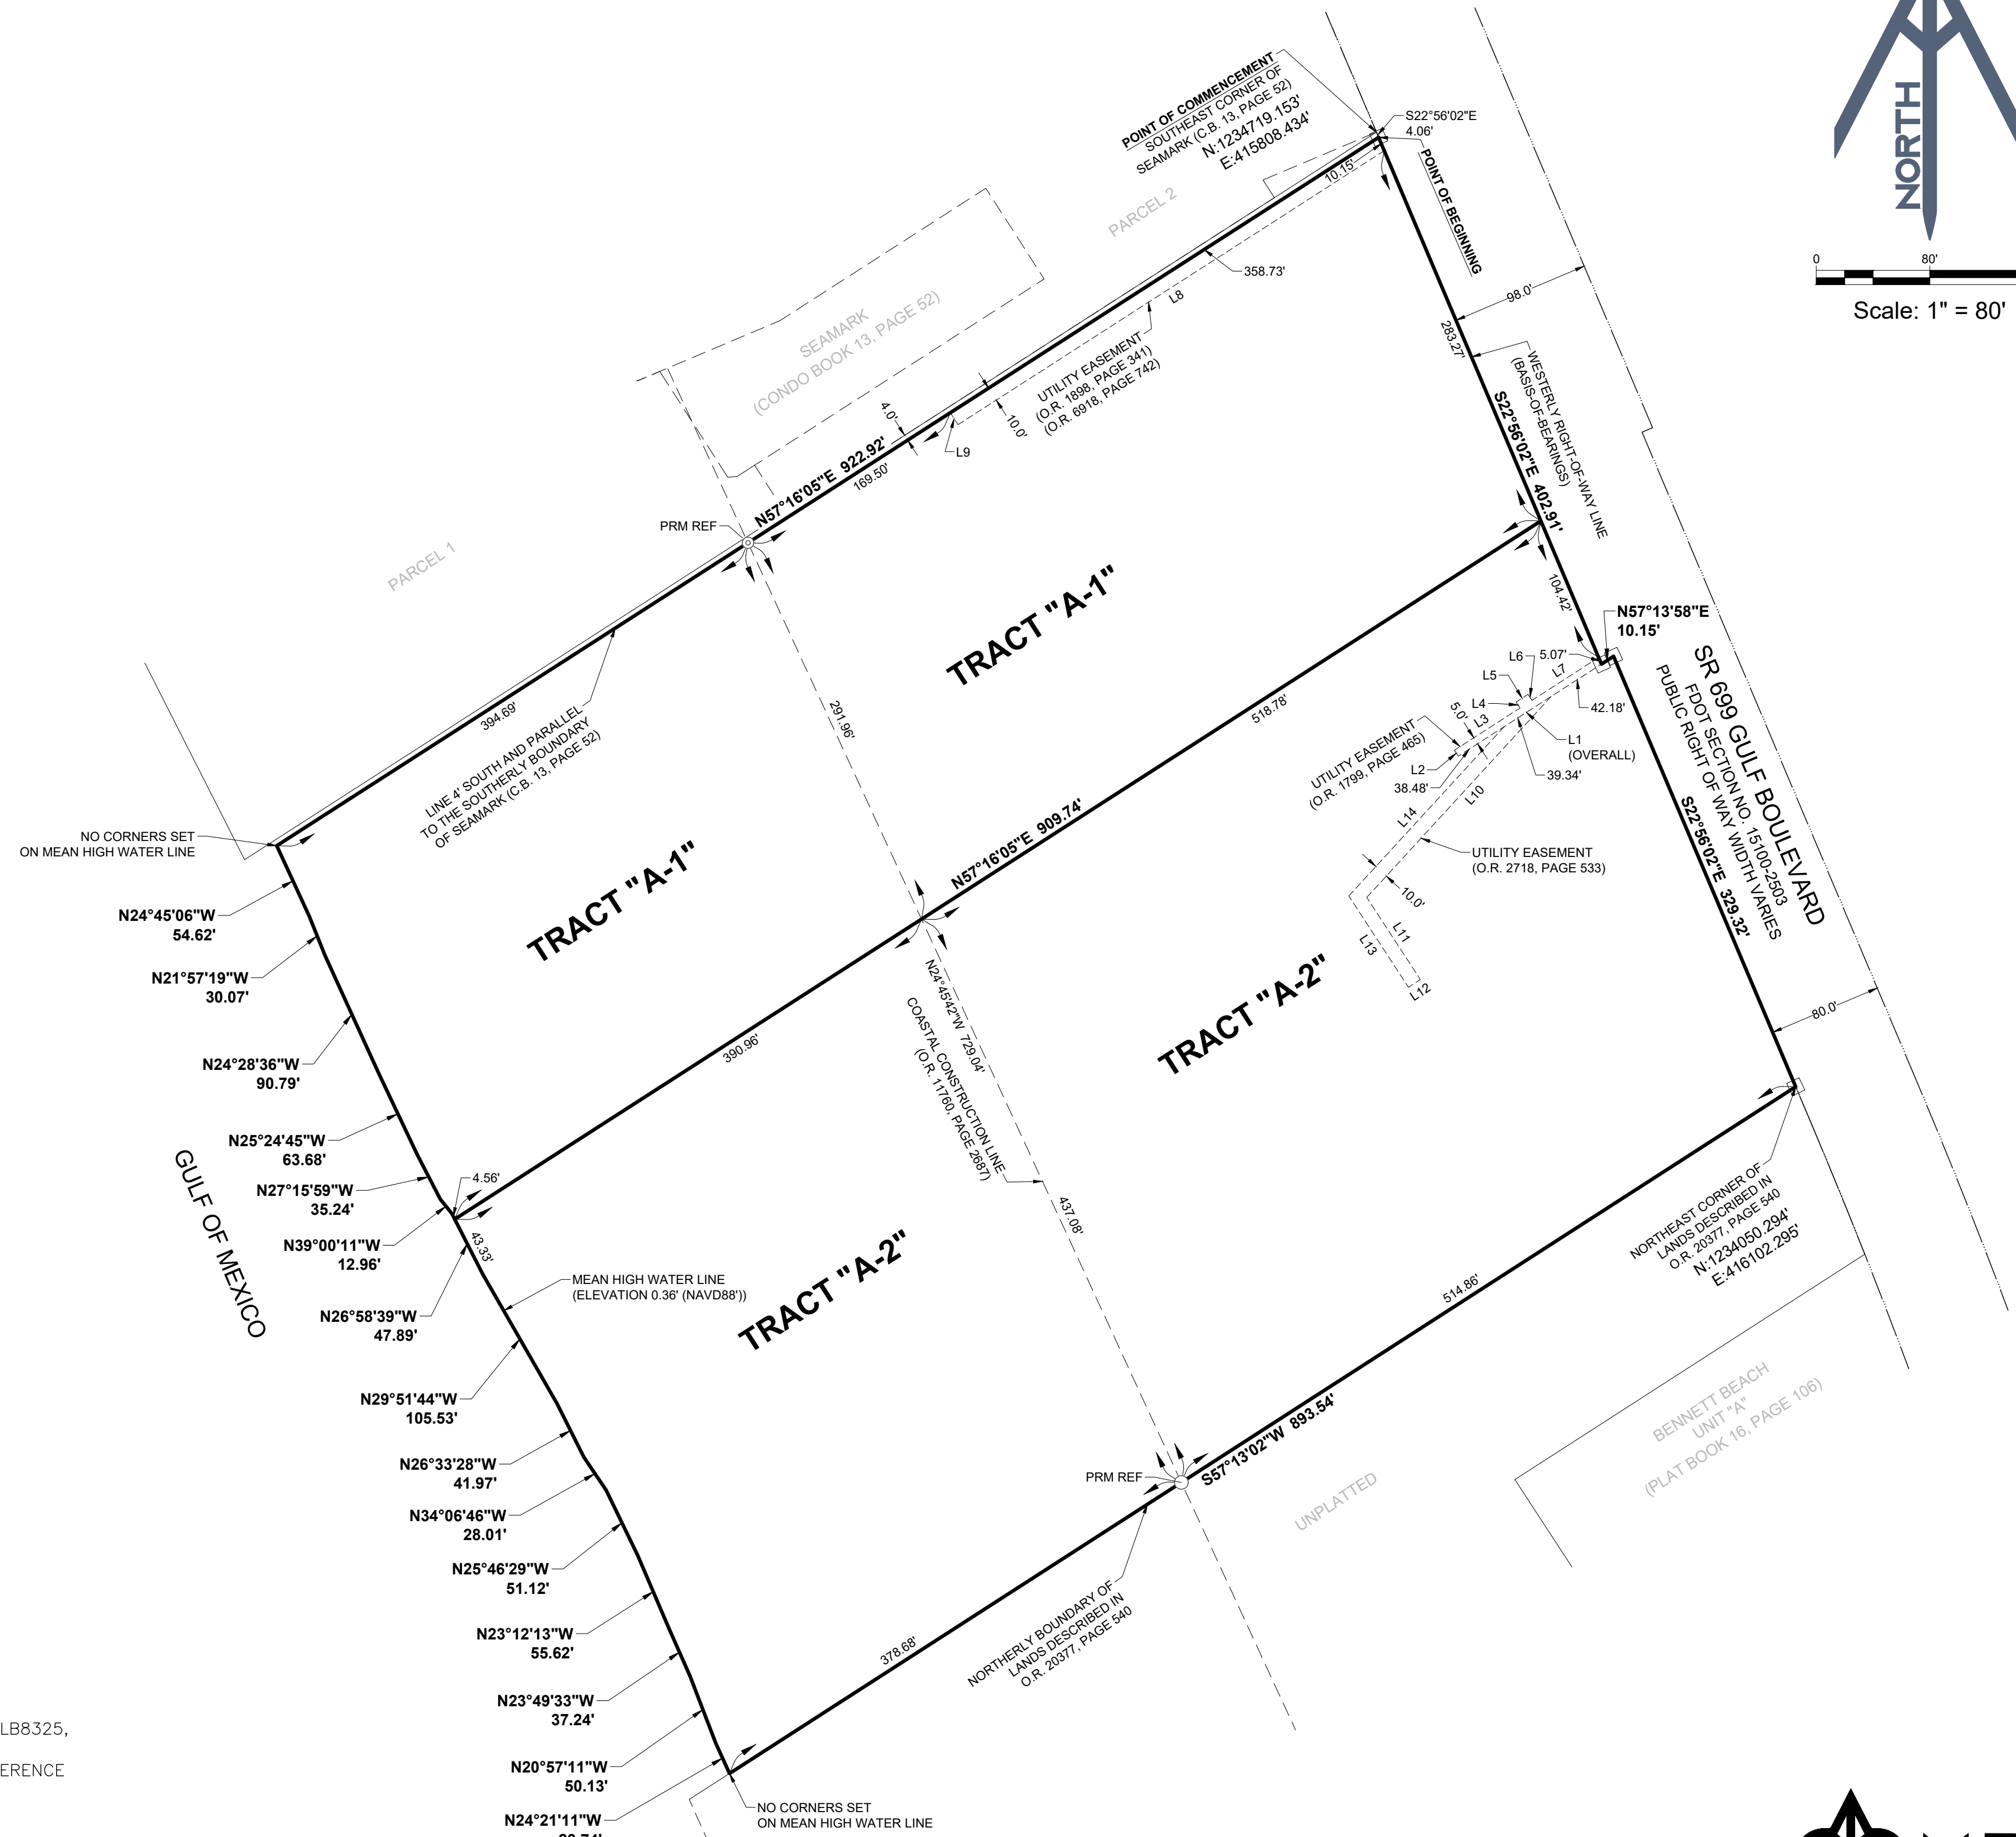 NORTH
0
80'
Scale: 1" = 80'
POINT OF COMMENCEMENT
SOUTHEAST CORNER OF
SEAMARK (C.B. 13, PAGE 52)
N:1234719.153'
E:415808.434'
S22°56'02"E
4.06'
POINT OF BEGINNING
10.15'
PARCEL 2
358.73'
L8
98.0'
283.27'
SEAMARK
(CONDO BOOK 13, PAGE 52)
UTILITY EASEMENT
(O.R. 1898, PAGE 341)
(O.R. 6918, PAGE 742)
WESTERLY RIGHT-OF-WAY LINE
(BASIS-OF-BEARINGS)
S22°56'02"E 402.91'
4.0'
10.0'
L9
N57°16'05"E 922.92'
169.50'
PRM REF
PARCEL 1
TRACT "A-1"
104.42'
N57°13'58"E
10.15'
5.07'
L6
L7
L5
L4
L3
5.0'
42.18'
L1
(OVERALL)
UTILITY EASEMENT
(O.R. 1799, PAGE 465)
L2
38.48'
39.34'
L10
L14
UTILITY EASEMENT
(O.R. 2718, PAGE 533)
10.0'
L11
L13
L12
SR 699 GULF BOULEVARD
FDOT SECTION NO. 15100-2503
PUBLIC RIGHT OF WAY WIDTH VARIES
S22°56'02"E 329.32'
80.0'
291.96'
518.78'
394.69'
LINE 4' SOUTH AND PARALLEL
TO THE SOUTHERLY BOUNDARY
OF SEAMARK (C.B. 13, PAGE 52)
NO CORNERS SET
ON MEAN HIGH WATER LINE
TRACT "A-1"
N57°16'05"E 909.74'
N24°45'06"W
54.62'
N21°57'19"W
30.07'
N24°28'36"W
90.79'
N25°24'45"W
63.68'
N27°15'59"W
35.24'
N39°00'11"W
12.96'
N26°58'39"W
47.89'
N29°51'44"W
105.53'
N26°33'28"W
41.97'
N34°06'46"W
28.01'
N25°46'29"W
51.12'
N23°12'13"W
55.62'
N23°49'33"W
37.24'
N20°57'11"W
50.13'
N24°21'11"W
GULF OF MEXICO
4.56'
43.33'
390.96'
N24°45'42"W 729.04'
COASTAL CONSTRUCTION LINE
(O.R. 11760, PAGE 2687)
437.08'
TRACT "A-2"
MEAN HIGH WATER LINE
(ELEVATION 0.36' (NAVD88'))
TRACT "A-2"
NORTHEAST CORNER OF
LANDS DESCRIBED IN
O.R. 20377, PAGE 540
N:1234050.294'
E:416102.295'
514.86'
S57°13'02"W 893.54'
PRM REF
UNPLATTED
BENNETT BEACH
UNIT "A"
(PLAT BOOK 16, PAGE 106)
378.68'
NORTHERLY BOUNDARY OF
LANDS DESCRIBED IN
O.R. 20377, PAGE 540
NO CORNERS SET
ON MEAN HIGH WATER LINE
LB8325,
ERENCE